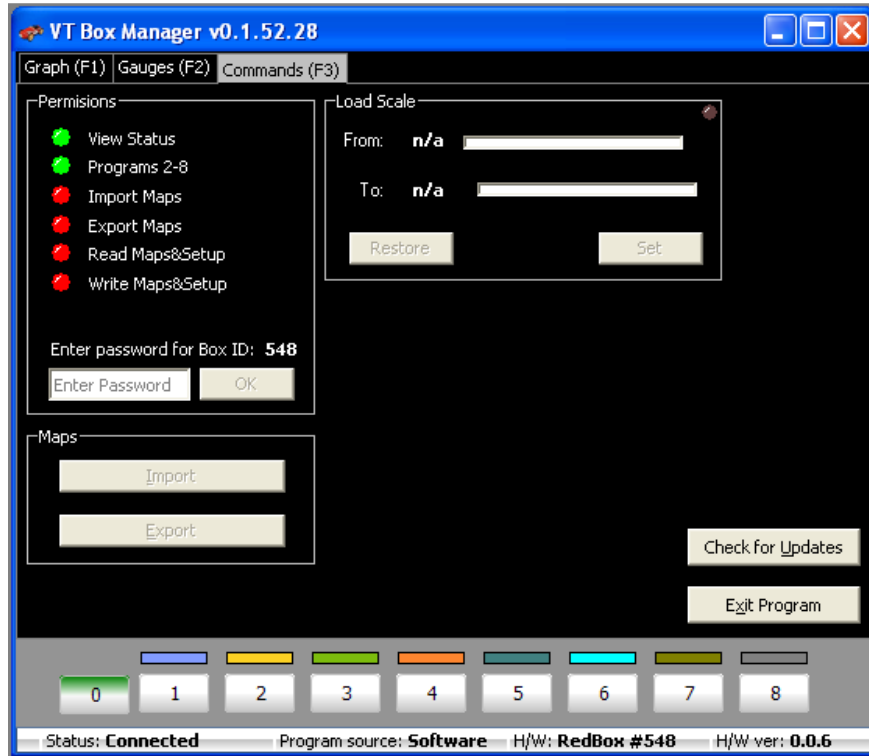 VT Box Manager v0.1.52.28
Graph (F1) Gauges (F2) Commands (F3)
Permisions
View Status
Programs 2-8
Import Maps
Export Maps
Read Maps&Setup
Write Maps&Setup
Enter password for Box ID: 548
Enter Password OK
Load Scale
From: n/a
To: n/a
Restore Set
Maps
Import
Export
Check for Updates
Exit Program
0 1 2 3 4 5 6 7 8
Status: Connected Program source: Software H/W: RedBox #548 H/W ver: 0.0.6